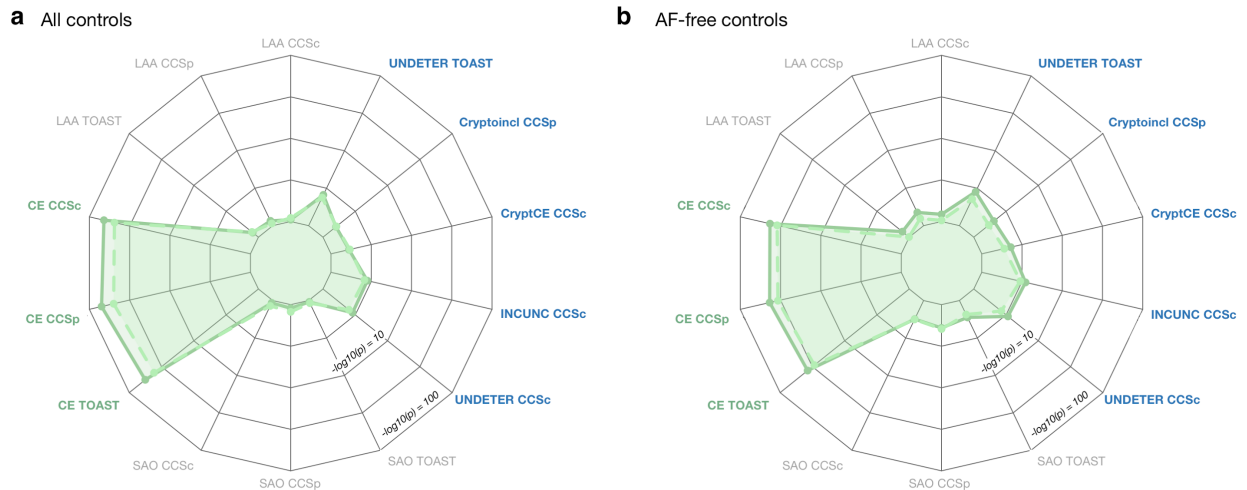 a All controls
LAA CCSc
UNDETER TOAST
LAA CCSp
Cryptoincl CCSp
LAA TOAST
CE CCSc
CryptCE CCSc
CE CCSp
INCUNC CCSc
-log10(p) = 10
CE TOAST
UNDETER CCSc
-log10(p) = 100
SAO CCSc
SAO TOAST
SAO CCSp
b AF-free controls
LAA CCSc
UNDETER TOAST
LAA CCSp
Cryptoincl CCSp
LAA TOAST
CE CCSc
CryptCE CCSc
CE CCSp
INCUNC CCSc
-log10(p) = 10
CE TOAST
UNDETER CCSc
-log10(p) = 100
SAO CCSc
SAO TOAST
SAO CCSp